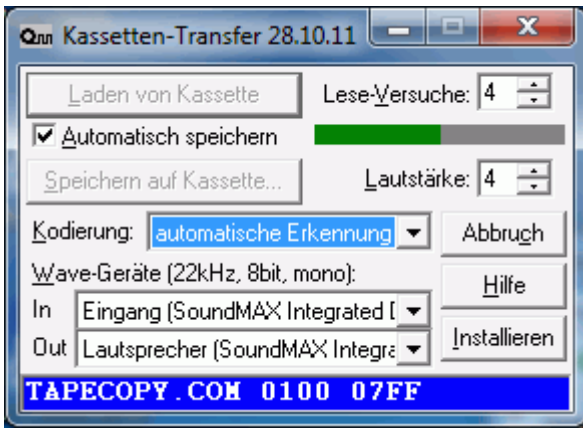 Kassetten-Transfer 28.10.11
Laden von Kassette Lese-Versuche: 4
Automatisch speichern
Speichern auf Kassette... Lautstärke: 4
Kodierung: automatische Erkennung Abbruch
Wave-Geräte (22kHz, 8bit, mono):
Hilfe
In Eingang (SoundMAX Integrated D
Out Lautsprecher (SoundMAX Integra Installieren
TAPECOPY.COM 0100 07FF